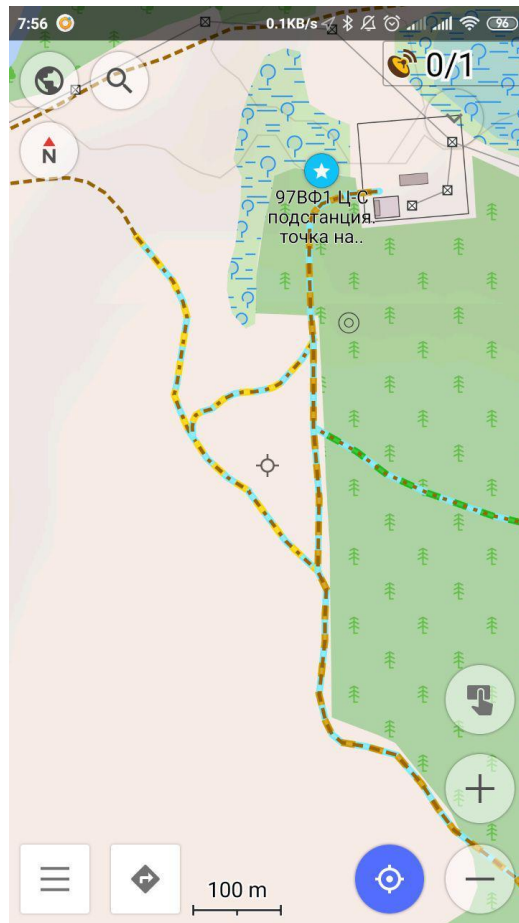 7:56
0.1KB/s
96
0/1
N
97ВФ1-Ц-С
подстанция.
точка на..
100 m